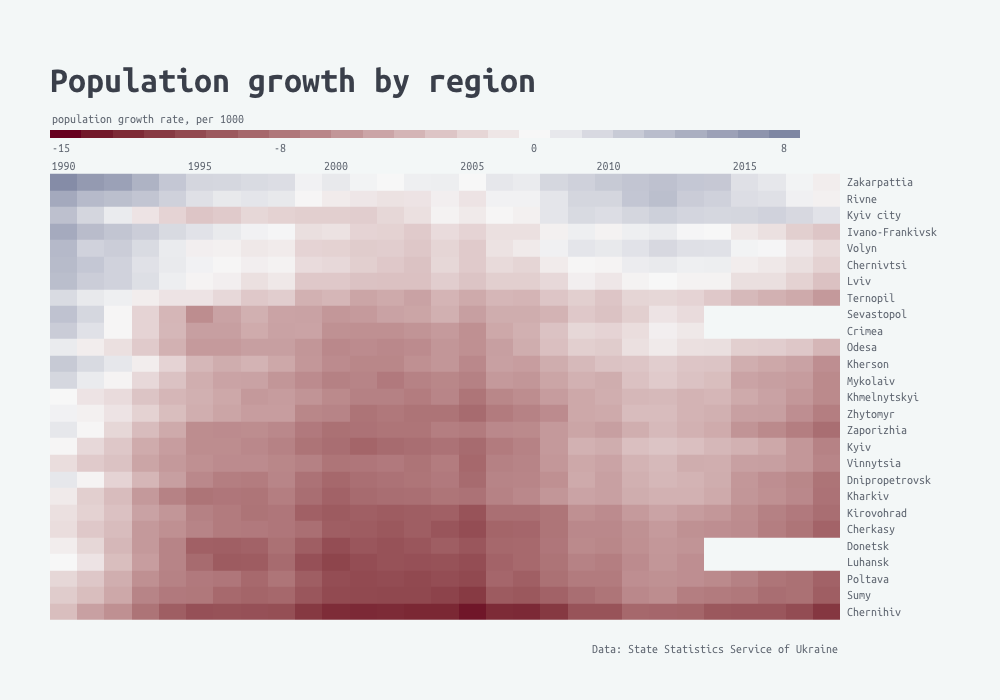 Population growth by region
population growth rate, per 1000
-15 -8 0 8
1990 1995 2000 2005 2010 2015
Zakarpattia
Rivne
Kyiv city
Ivano-Frankivsk
Volyn
Chernivtsi
Lviv
Ternopil
Sevastopol
Crimea
Odesa
Kherson
Mykolaiv
Khmelnytskyi
Zhytomyr
Zaporizhia
Kyiv
Vinnytsia
Dnipropetrovsk
Kharkiv
Kirovohrad
Cherkasy
Donetsk
Luhansk
Poltava
Sumy
Chernihiv
Data: State Statistics Service of Ukraine